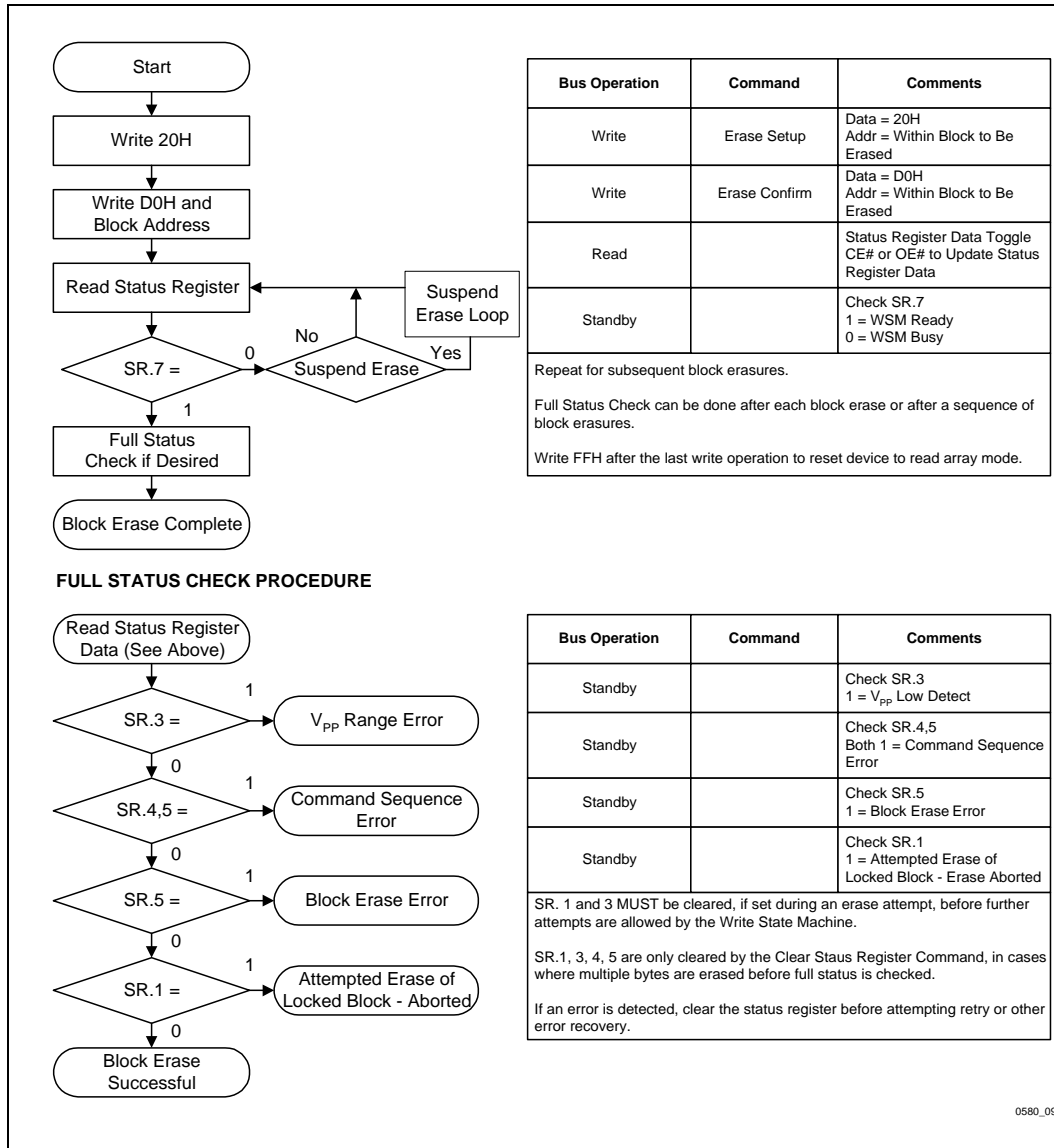 Start
Write 20H
Write D0H and
Block Address
Read Status Register
Suspend
Erase Loop
No
Yes
0
SR.7 =
Suspend Erase
1
Full Status
Check if Desired
Block Erase Complete
Bus Operation Command Comments
Write Erase Setup Data = 20H
Addr = Within Block to Be
Erased
Write Erase Confirm Data = D0H
Addr = Within Block to Be
Erased
Read Status Register Data Toggle
CE# or OE# to Update Status
Register Data
Standby Check SR.7
1 = WSM Ready
0 = WSM Busy
Repeat for subsequent block erasures.
Full Status Check can be done after each block erase or after a sequence of
block erasures.
Write FFH after the last write operation to reset device to read array mode.
FULL STATUS CHECK PROCEDURE
Read Status Register
Data (See Above)
1
SR.3 =
VPP Range Error
0
1
SR.4,5 =
Command Sequence
Error
0
1
SR.5 =
Block Erase Error
0
1
SR.1 =
Attempted Erase of
Locked Block - Aborted
0
Block Erase
Successful
Bus Operation Command Comments
Standby Check SR.3
1 = VPP Low Detect
Standby Check SR.4,5
Both 1 = Command Sequence
Error
Standby Check SR.5
1 = Block Erase Error
Standby Check SR.1
1 = Attempted Erase of
Locked Block - Erase Aborted
SR. 1 and 3 MUST be cleared, if set during an erase attempt, before further
attempts are allowed by the Write State Machine.
SR.1, 3, 4, 5 are only cleared by the Clear Staus Register Command, in cases
where multiple bytes are erased before full status is checked.
If an error is detected, clear the status register before attempting retry or other
error recovery.
0580_09